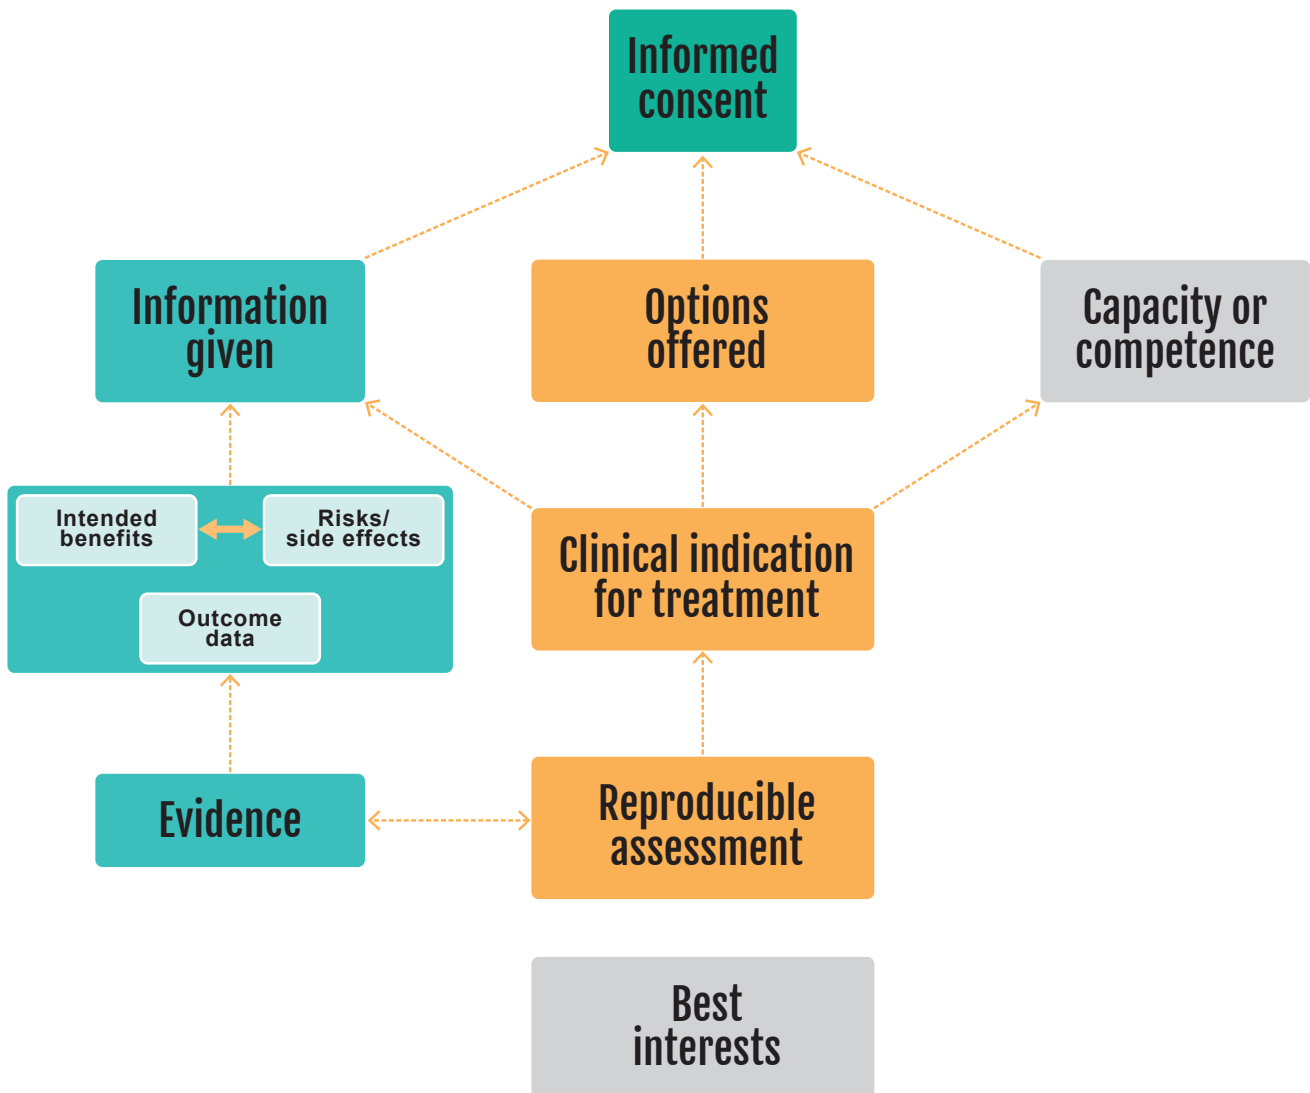 Informed
consent
Information
given
Options
offered
Capacity or
competence
Intended
benefits
Risks/
side effects
Outcome
data
Clinical indication
for treatment
Evidence
Reproducible
assessment
Best
interests